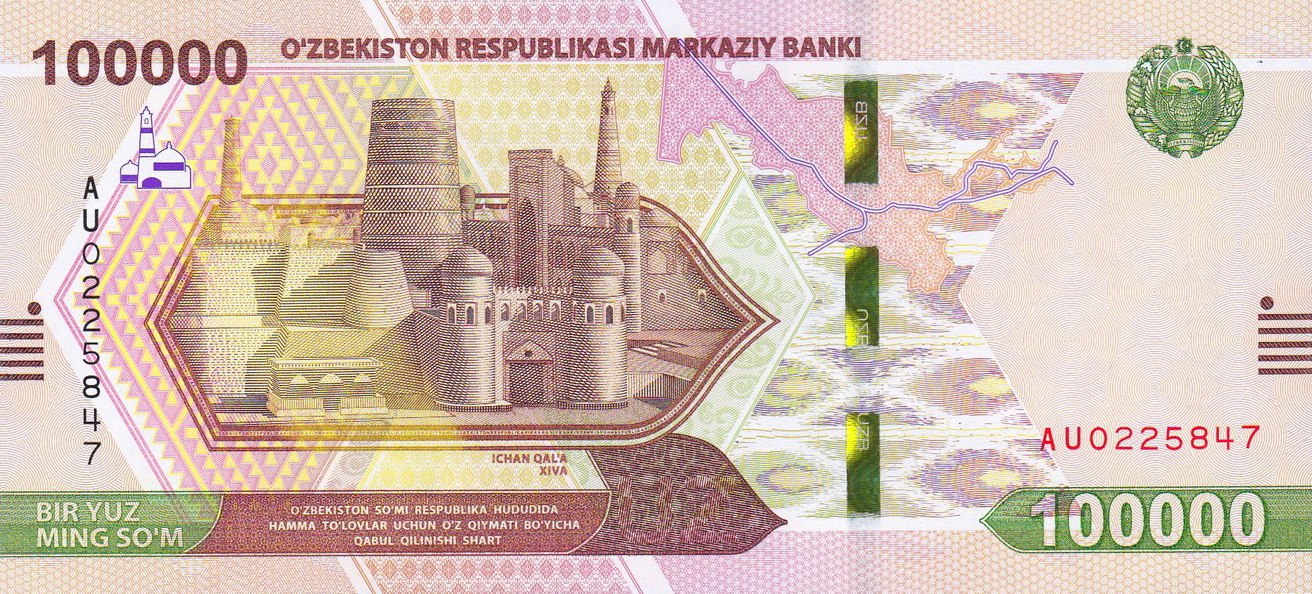 100000
O'ZBEKISTON RESPUBLIKASI MARKAZIY BANKI
AU0225847
UZB
UZB
UZB
AU0225847
ICHAN QAL'A
XIVA
BIR YUZ
MING SO'M
O'ZBEKISTON SO'MI RESPUBLIKA HUDUDIDA
HAMMA TO'LOVLAR UCHUN O'Z QIYMATI BO'YICHA
QABUL QILINISHI SHART
100000